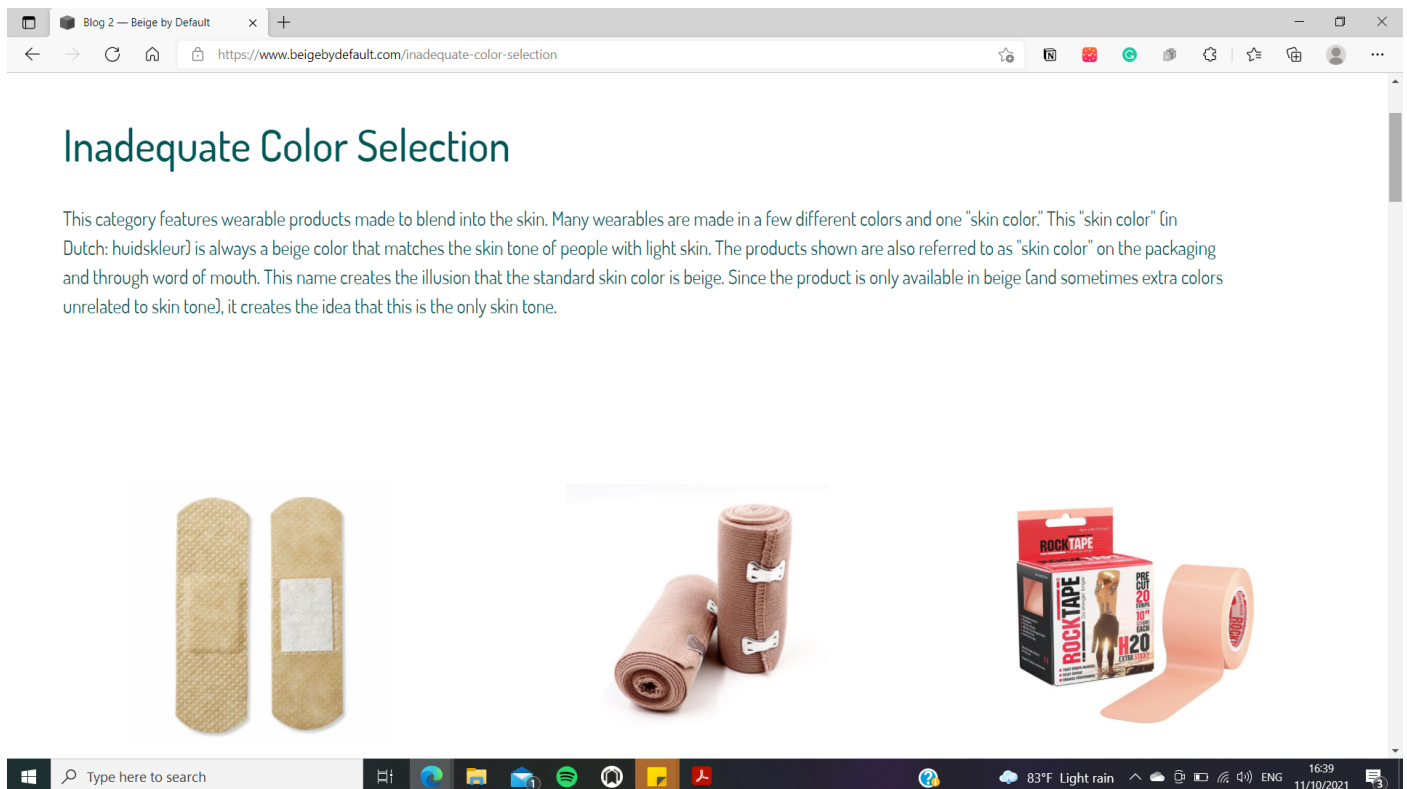 Blog 2 — Beige by Default
https://www.beigebydefault.com/inadequate-color-selection
Inadequate Color Selection
This category features wearable products made to blend into the skin. Many wearables are made in a few different colors and one "skin color." This "skin color" (in
Dutch: huidskleur) is always a beige color that matches the skin tone of people with light skin. The products shown are also referred to as "skin color" on the packaging
and through word of mouth. This name creates the illusion that the standard skin color is beige. Since the product is only available in beige (and sometimes extra colors
unrelated to skin tone), it creates the idea that this is the only skin tone.
ROCKTAPE
ROCKTAPE
PRE
CUT
20
STRIPS
10"
EACH
H20
EXTRA STICKY
ROCK
Type here to search
1
83°F Light rain
ENG
16:39
11/10/2021
3